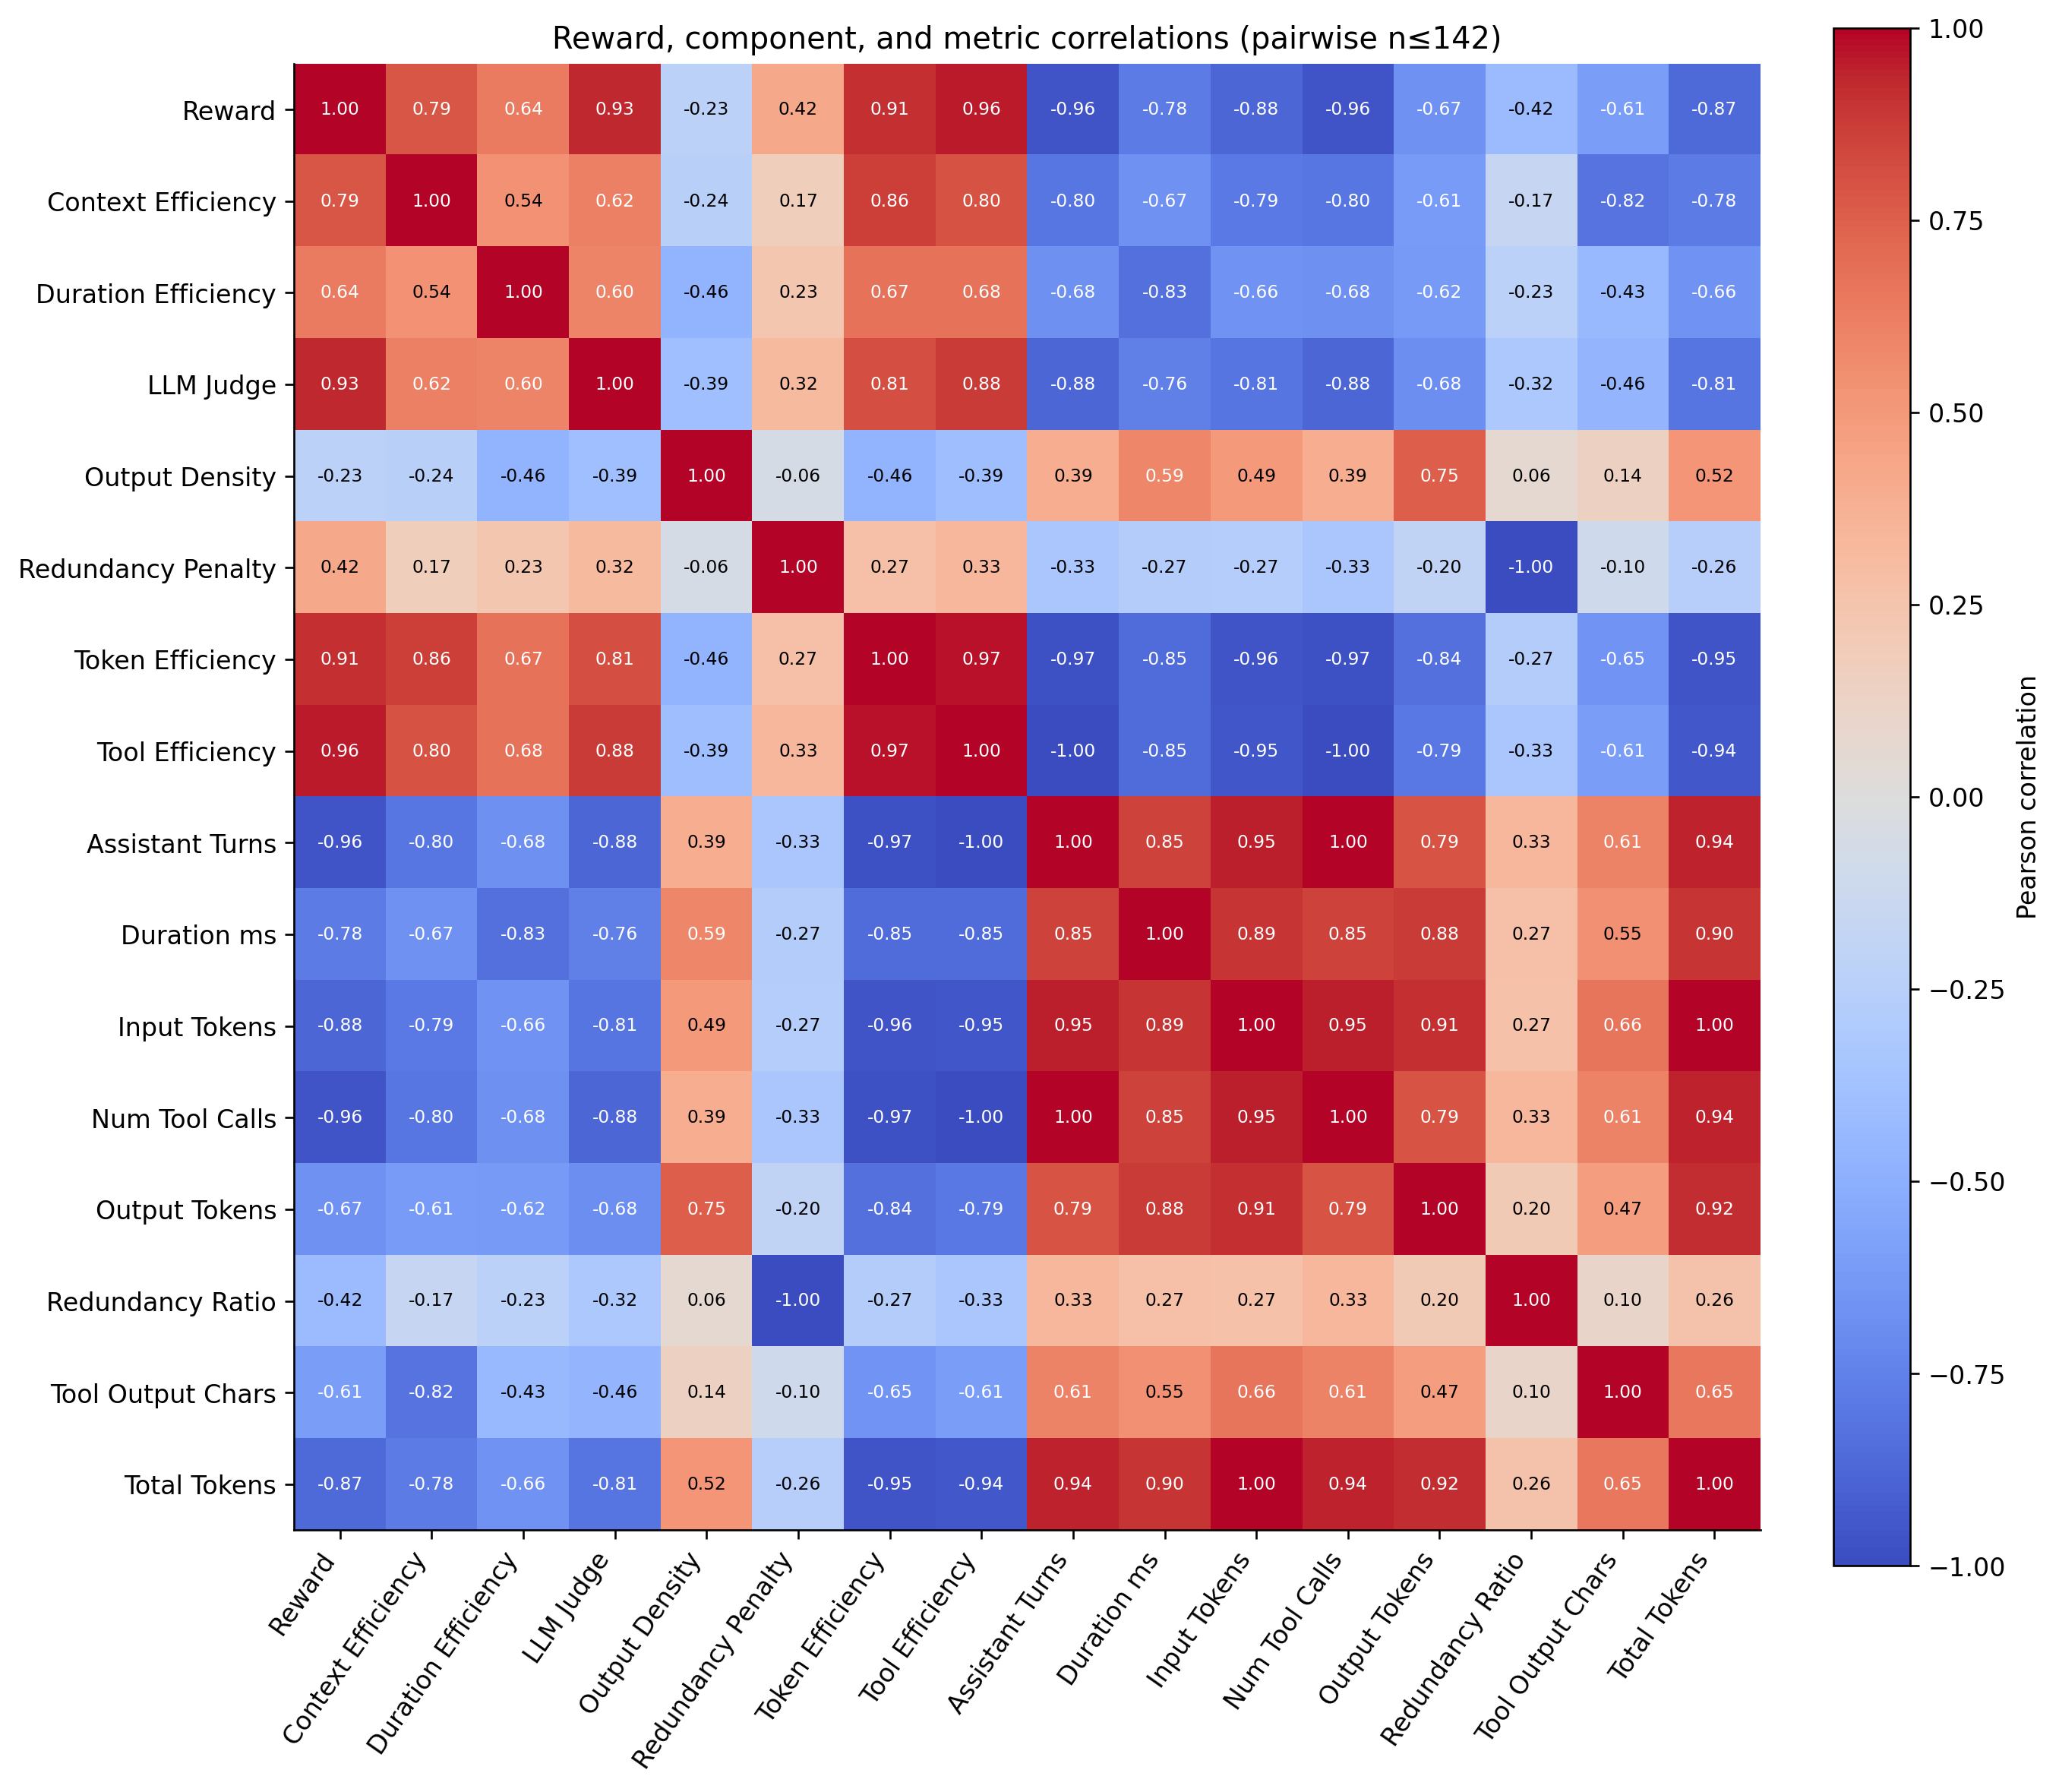 Reward, component, and metric correlations (pairwise n≤142)
Reward 1.00 0.79 0.64 0.93 -0.23 0.42 0.91 0.96 -0.96 -0.78 -0.88 -0.96 -0.67 -0.42 -0.61 -0.87
Context Efficiency 0.79 1.00 0.54 0.62 -0.24 0.17 0.86 0.80 -0.80 -0.67 -0.79 -0.80 -0.61 -0.17 -0.82 -0.78
Duration Efficiency 0.64 0.54 1.00 0.60 -0.46 0.23 0.67 0.68 -0.68 -0.83 -0.66 -0.68 -0.62 -0.23 -0.43 -0.66
LLM Judge 0.93 0.62 0.60 1.00 -0.39 0.32 0.81 0.88 -0.88 -0.76 -0.81 -0.88 -0.68 -0.32 -0.46 -0.81
Output Density -0.23 -0.24 -0.46 -0.39 1.00 -0.06 -0.46 -0.39 0.39 0.59 0.49 0.39 0.75 0.06 0.14 0.52
Redundancy Penalty 0.42 0.17 0.23 0.32 -0.06 1.00 0.27 0.33 -0.33 -0.27 -0.27 -0.33 -0.20 -1.00 -0.10 -0.26
Token Efficiency 0.91 0.86 0.67 0.81 -0.46 0.27 1.00 0.97 -0.97 -0.85 -0.96 -0.97 -0.84 -0.27 -0.65 -0.95
Tool Efficiency 0.96 0.80 0.68 0.88 -0.39 0.33 0.97 1.00 -1.00 -0.85 -0.95 -1.00 -0.79 -0.33 -0.61 -0.94
Assistant Turns -0.96 -0.80 -0.68 -0.88 0.39 -0.33 -0.97 -1.00 1.00 0.85 0.95 1.00 0.79 0.33 0.61 0.94
Duration ms -0.78 -0.67 -0.83 -0.76 0.59 -0.27 -0.85 -0.85 0.85 1.00 0.89 0.85 0.88 0.27 0.55 0.90
Input Tokens -0.88 -0.79 -0.66 -0.81 0.49 -0.27 -0.96 -0.95 0.95 0.89 1.00 0.95 0.91 0.27 0.66 1.00
Num Tool Calls -0.96 -0.80 -0.68 -0.88 0.39 -0.33 -0.97 -1.00 1.00 0.85 0.95 1.00 0.79 0.33 0.61 0.94
Output Tokens -0.67 -0.61 -0.62 -0.68 0.75 -0.20 -0.84 -0.79 0.79 0.88 0.91 0.79 1.00 0.20 0.47 0.92
Redundancy Ratio -0.42 -0.17 -0.23 -0.32 0.06 -1.00 -0.27 -0.33 0.33 0.27 0.27 0.33 0.20 1.00 0.10 0.26
Tool Output Chars -0.61 -0.82 -0.43 -0.46 0.14 -0.10 -0.65 -0.61 0.61 0.55 0.66 0.61 0.47 0.10 1.00 0.65
Total Tokens -0.87 -0.78 -0.66 -0.81 0.52 -0.26 -0.95 -0.94 0.94 0.90 1.00 0.94 0.92 0.26 0.65 1.00
Reward
Context Efficiency
Duration Efficiency
LLM Judge
Output Density
Redundancy Penalty
Token Efficiency
Tool Efficiency
Assistant Turns
Duration ms
Input Tokens
Num Tool Calls
Output Tokens
Redundancy Ratio
Tool Output Chars
Total Tokens
1.00
0.75
0.50
0.25
0.00
−0.25
−0.50
−0.75
−1.00
Pearson correlation